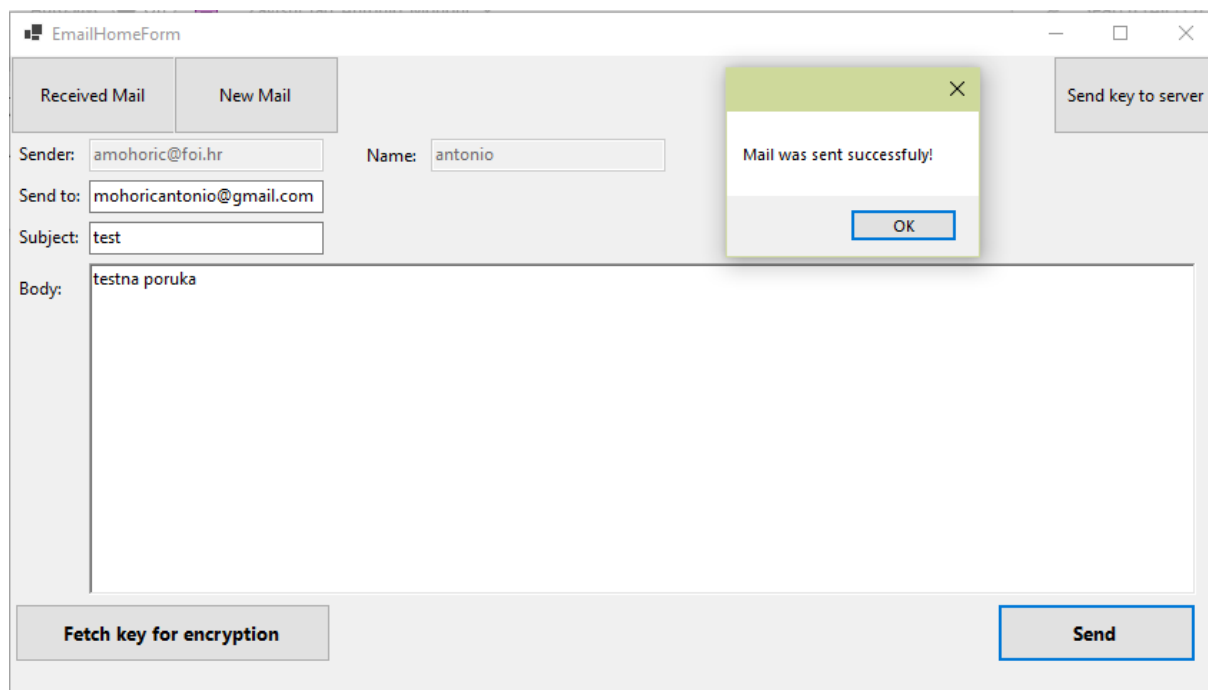 EmailHomeForm
Received Mail
New Mail
Send key to server
Sender: amohoric@foi.hr
Name: antonio
Send to: mohoricantonio@gmail.com
Subject: test
Body: testna poruka
Mail was sent successfuly!
OK
Fetch key for encryption
Send